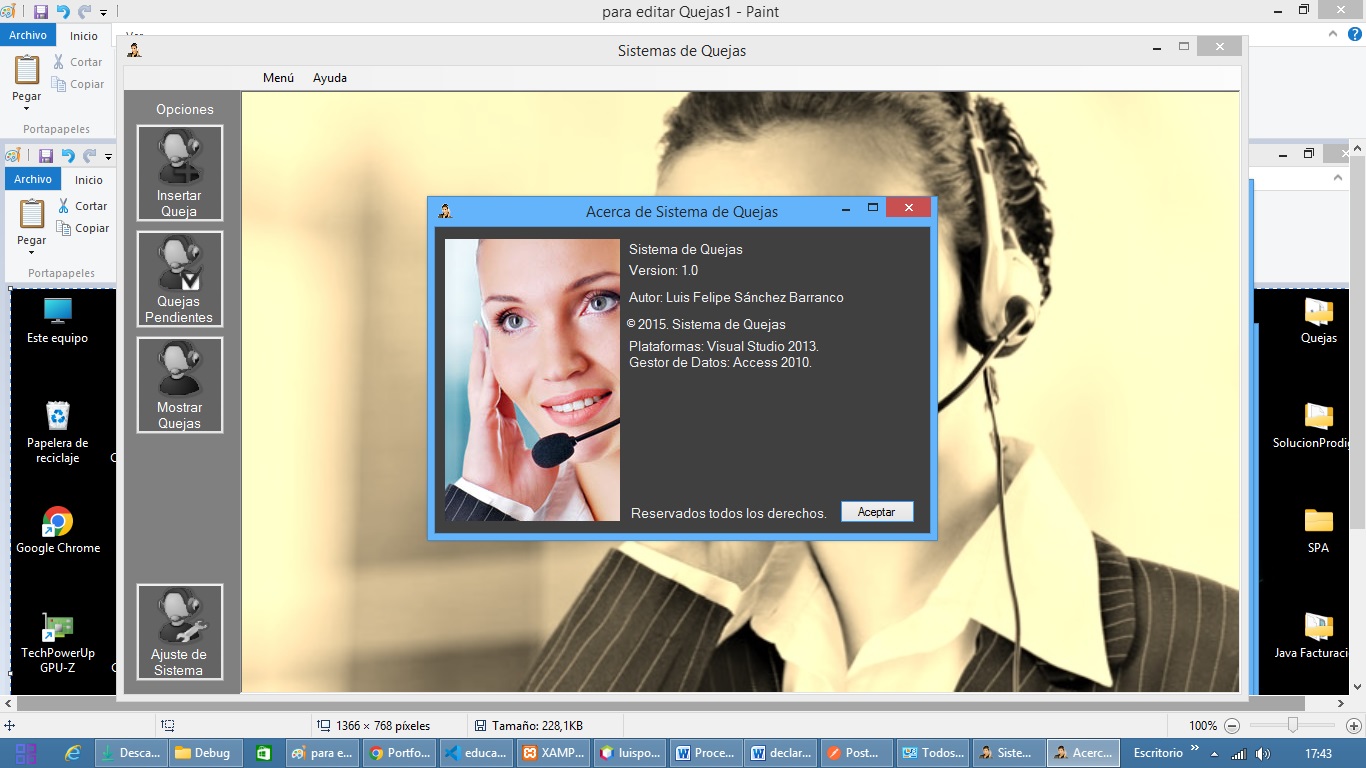 para editar Quejas1 - Paint
Archivo
Inicio
Cortar
Copiar
Pegar
Portapapeles
Sistemas de Quejas
Menú
Ayuda
Opciones
Insertar
Queja
Quejas
Pendientes
Mostrar
Quejas
Ajuste de
Sistema
Archivo
Inicio
Cortar
Copiar
Pegar
Portapapeles
Acerca de Sistema de Quejas
Sistema de Quejas
Version: 1.0
Autor: Luis Felipe Sánchez Barranco
© 2015. Sistema de Quejas
Plataformas: Visual Studio 2013.
Gestor de Datos: Access 2010.
Reservados todos los derechos.
Aceptar
Este equipo
Papelera de
reciclaje
Google Chrome
TechPowerUp
GPU-Z
Quejas
SolucionProdig
SPA
Java Facturaci
1366 × 768 píxeles
Tamaño: 228,1KB
100%
Desca...
Debug
para e...
Portfo...
educa...
XAMP...
luispo...
Proce...
declar...
Post...
Todos...
Siste...
Acerc...
Escritorio
17:43